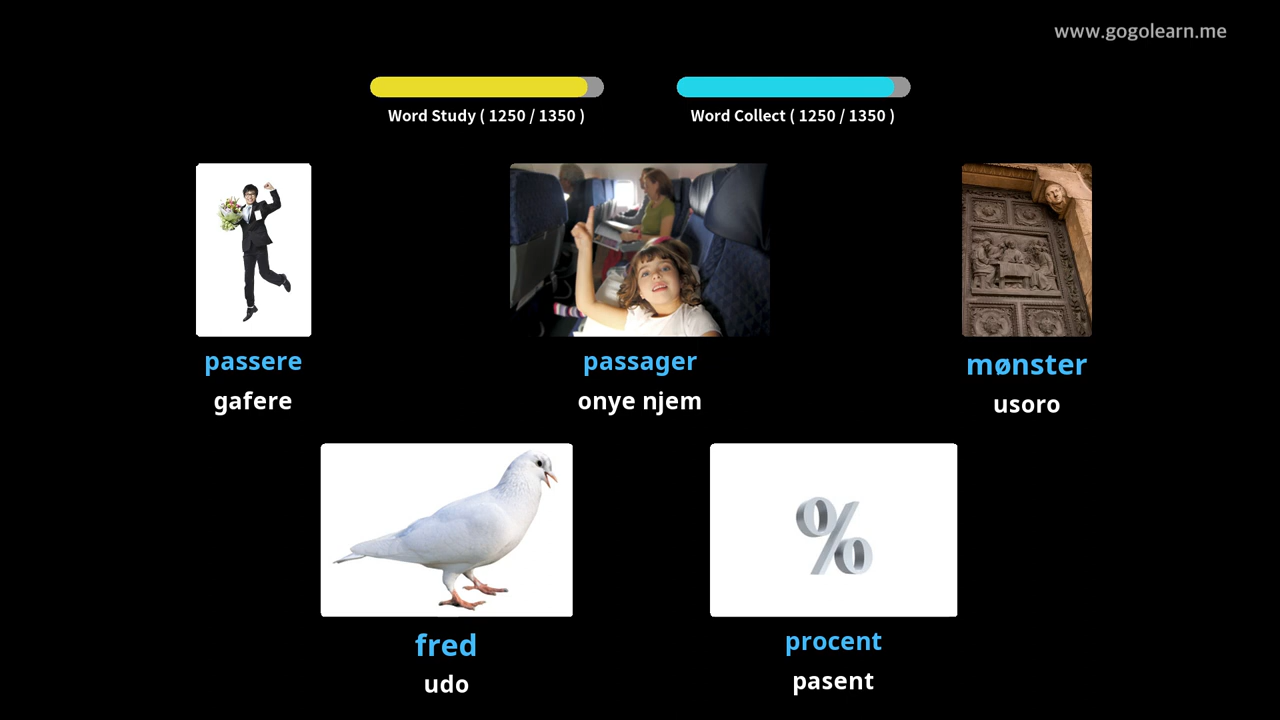 www.gogolearn.me
Word Study ( 1250 / 1350 )
Word Collect ( 1250 / 1350 )
passere
gafere
passager
onye njem
mønster
usoro
fred
udo
procent
pasent
%